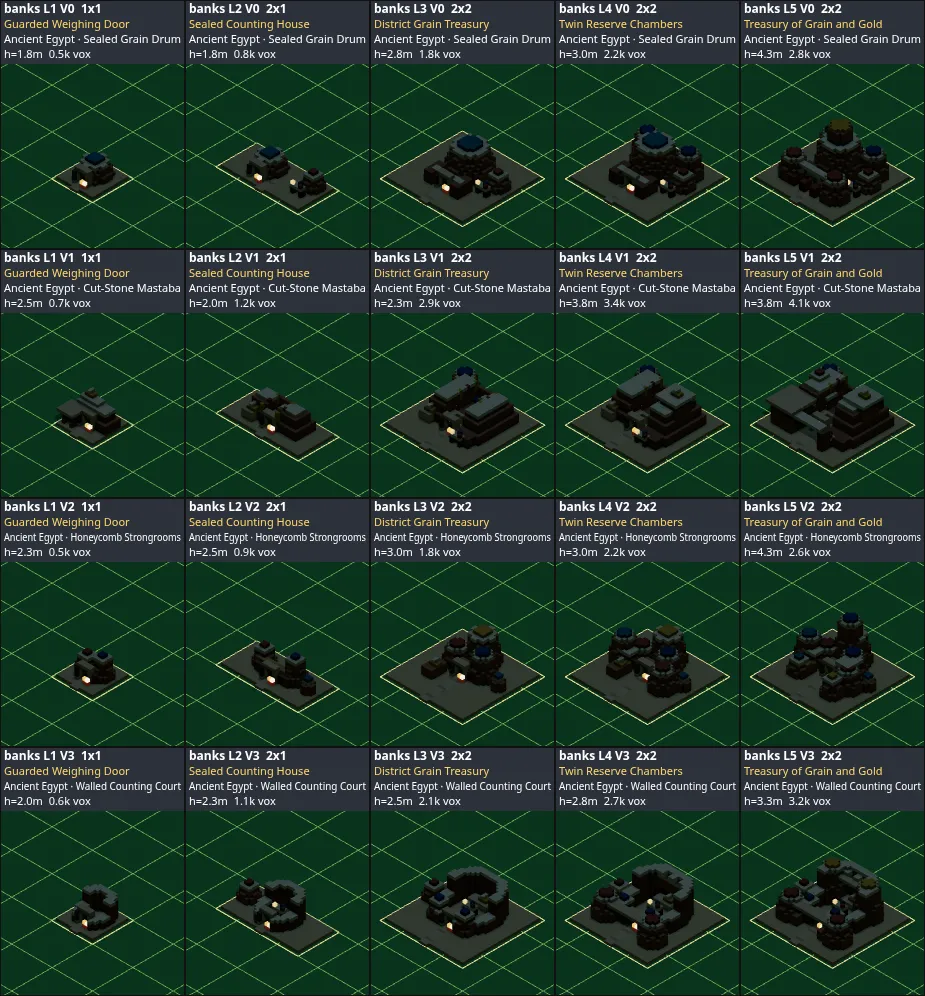 banks L1 V0 1x1
Guarded Weighing Door
Ancient Egypt · Sealed Grain Drum
h=1.8m 0.5k vox
banks L2 V0 2x1
Sealed Counting House
Ancient Egypt · Sealed Grain Drum
h=1.8m 0.8k vox
banks L3 V0 2x2
District Grain Treasury
Ancient Egypt · Sealed Grain Drum
h=2.8m 1.8k vox
banks L4 V0 2x2
Twin Reserve Chambers
Ancient Egypt · Sealed Grain Drum
h=3.0m 2.2k vox
banks L5 V0 2x2
Treasury of Grain and Gold
Ancient Egypt · Sealed Grain Drum
h=4.3m 2.8k vox
banks L1 V1 1x1
Guarded Weighing Door
Ancient Egypt · Cut-Stone Mastaba
h=2.5m 0.7k vox
banks L2 V1 2x1
Sealed Counting House
Ancient Egypt · Cut-Stone Mastaba
h=2.0m 1.2k vox
banks L3 V1 2x2
District Grain Treasury
Ancient Egypt · Cut-Stone Mastaba
h=2.3m 2.9k vox
banks L4 V1 2x2
Twin Reserve Chambers
Ancient Egypt · Cut-Stone Mastaba
h=3.8m 3.4k vox
banks L5 V1 2x2
Treasury of Grain and Gold
Ancient Egypt · Cut-Stone Mastaba
h=3.8m 4.1k vox
banks L1 V2 1x1
Guarded Weighing Door
Ancient Egypt · Honeycomb Strongrooms
h=2.3m 0.5k vox
banks L2 V2 2x1
Sealed Counting House
Ancient Egypt · Honeycomb Strongrooms
h=2.5m 0.9k vox
banks L3 V2 2x2
District Grain Treasury
Ancient Egypt · Honeycomb Strongrooms
h=3.0m 1.8k vox
banks L4 V2 2x2
Twin Reserve Chambers
Ancient Egypt · Honeycomb Strongrooms
h=3.0m 2.2k vox
banks L5 V2 2x2
Treasury of Grain and Gold
Ancient Egypt · Honeycomb Strongrooms
h=4.3m 2.6k vox
banks L1 V3 1x1
Guarded Weighing Door
Ancient Egypt · Walled Counting Court
h=2.0m 0.6k vox
banks L2 V3 2x1
Sealed Counting House
Ancient Egypt · Walled Counting Court
h=2.3m 1.1k vox
banks L3 V3 2x2
District Grain Treasury
Ancient Egypt · Walled Counting Court
h=2.5m 2.1k vox
banks L4 V3 2x2
Twin Reserve Chambers
Ancient Egypt · Walled Counting Court
h=2.8m 2.7k vox
banks L5 V3 2x2
Treasury of Grain and Gold
Ancient Egypt · Walled Counting Court
h=3.3m 3.2k vox